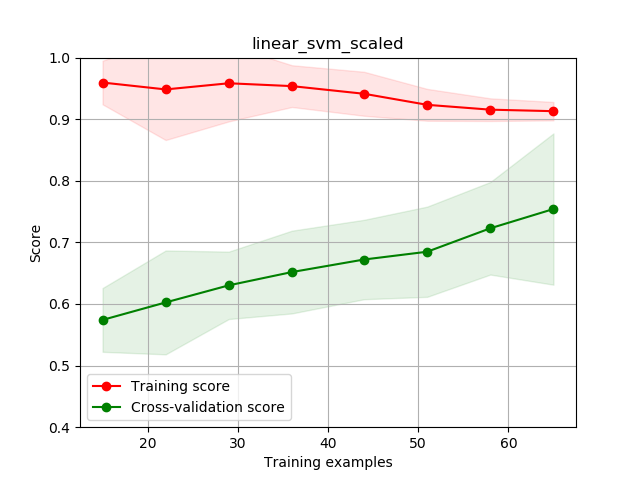 linear_svm_scaled
1.0
0.9
0.8
0.7
0.6
0.5
0.4
Score
Training score
Cross-validation score
20 30 40 50 60
Training examples